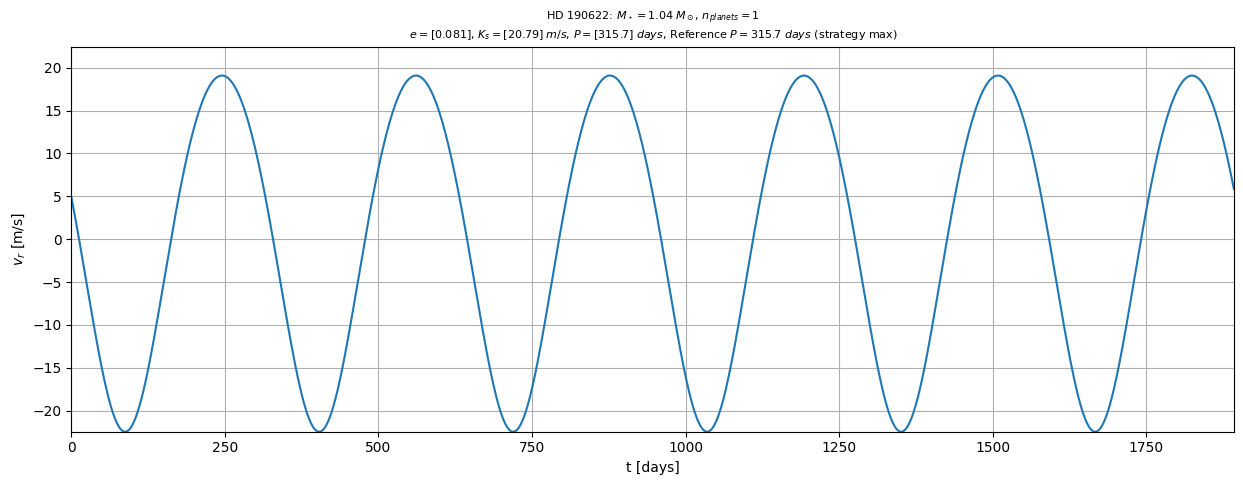 HD 190622: $M_\star = 1.04\ M_\odot$, $n_{planets} = 1$
$e = [0.081]$, $K_s = [20.79]\ m/s$, $P = [315.7]\ days$, Reference $P = 315.7\ days$ (strategy max)
20
15
10
5
0
−5
−10
−15
−20
$v_r$ [m/s]
0 250 500 750 1000 1250 1500 1750
t [days]